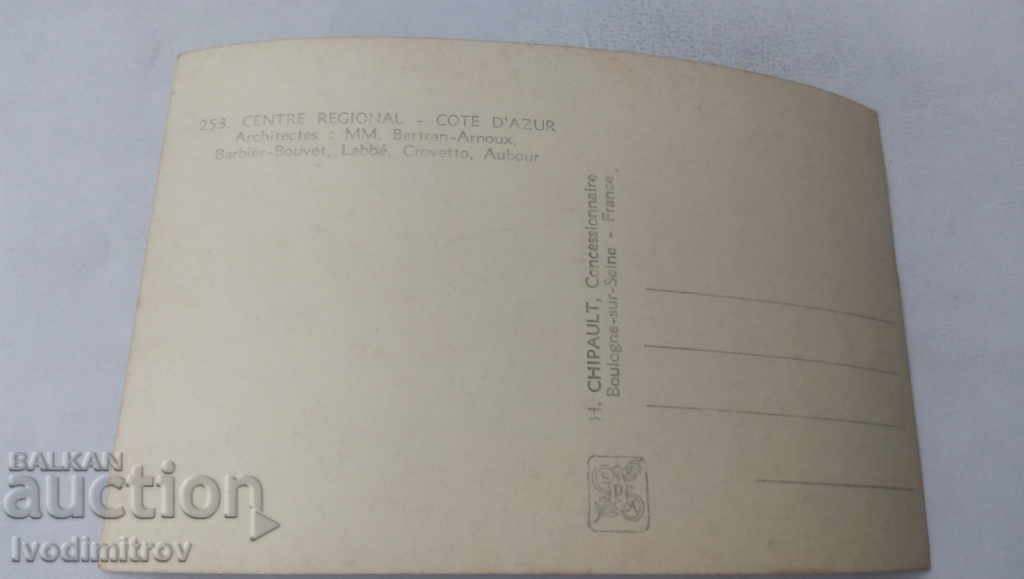 253. CENTRE REGIONAL - COTE D'AZUR
Architectes : MM. Bertran-Arnoux,
Barbier-Bouvet, Labbé, Crovetto, Aubour
H. CHIPAULT, Concessionnaire
Boulogne-sur-Seine - France
BALKAN
auction
Ivodimitrov